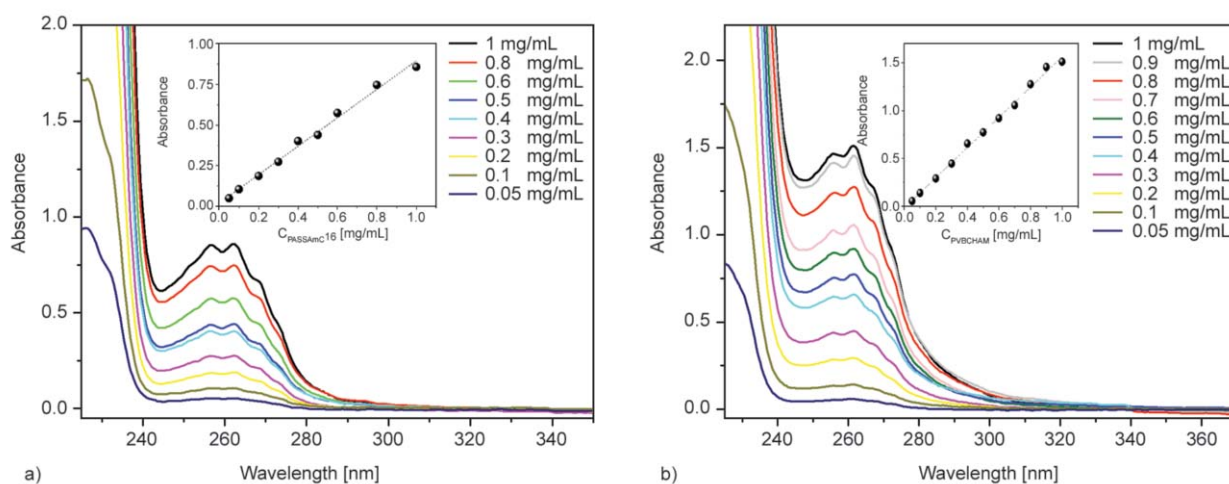 2.0
1.5
1.0
0.5
0.0
Absorbance
240 260 280 300 320 340
Wavelength [nm]
a)
1.00
0.75
0.50
0.25
0.00
Absorbance
0.0 0.2 0.4 0.6 0.8 1.0
C PASSAmC16 [mg/mL]
1 mg/mL
0.8 mg/mL
0.6 mg/mL
0.5 mg/mL
0.4 mg/mL
0.3 mg/mL
0.2 mg/mL
0.1 mg/mL
0.05 mg/mL
2.0
1.5
1.0
0.5
0.0
Absorbance
240 260 280 300 320 340 360
Wavelength [nm]
b)
1.5
1.0
0.5
0.0
Absorbance
0.0 0.2 0.4 0.6 0.8 1.0
C PVBCHAM [mg/mL]
1 mg/mL
0.9 mg/mL
0.8 mg/mL
0.7 mg/mL
0.6 mg/mL
0.5 mg/mL
0.4 mg/mL
0.3 mg/mL
0.2 mg/mL
0.1 mg/mL
0.05 mg/mL